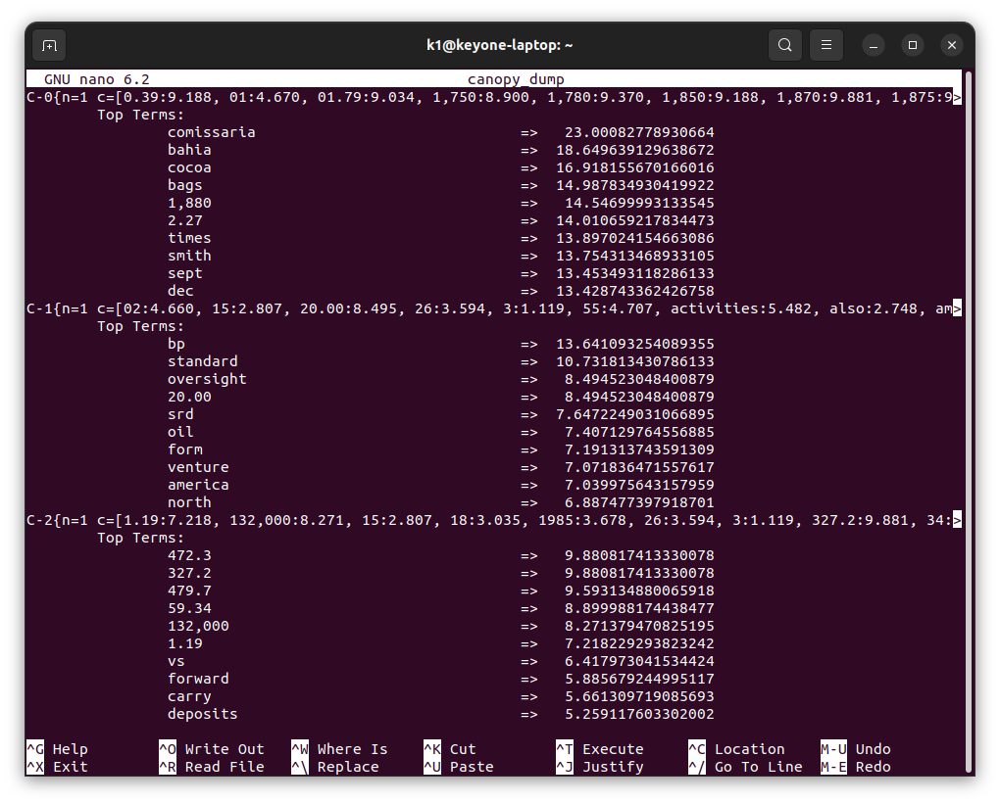 k1@keyone-laptop: ~
GNU nano 6.2 canopy_dump
C-0{n=1 c=[0.39:9.188, 01:4.670, 01.79:9.034, 1,750:8.900, 1,780:9.370, 1,850:9.188, 1,870:9.881, 1,875:9>
Top Terms:
comissaria => 23.00082778930664
bahia => 18.649639129638672
cocoa => 16.918155670166016
bags => 14.987834930419922
1,880 => 14.54699993133545
2.27 => 14.010659217834473
times => 13.897024154663086
smith => 13.754313468933105
sept => 13.453493118286133
dec => 13.428743362426758
C-1{n=1 c=[02:4.660, 15:2.807, 20.00:8.495, 26:3.594, 3:1.119, 55:4.707, activities:5.482, also:2.748, am>
Top Terms:
bp => 13.641093254089355
standard => 10.731813430786133
oversight => 8.494523048400879
20.00 => 8.494523048400879
srd => 7.6472249031066895
oil => 7.407129764556885
form => 7.191313743591309
venture => 7.071836471557617
america => 7.039975643157959
north => 6.887477397918701
C-2{n=1 c=[1.19:7.218, 132,000:8.271, 15:2.807, 18:3.035, 1985:3.678, 26:3.594, 3:1.119, 327.2:9.881, 34:>
Top Terms:
472.3 => 9.880817413330078
327.2 => 9.880817413330078
479.7 => 9.593134880065918
59.34 => 8.899988174438477
132,000 => 8.271379470825195
1.19 => 7.218229293823242
vs => 6.417973041534424
forward => 5.885679244995117
carry => 5.661309719085693
deposits => 5.259117603302002
^G Help ^O Write Out ^W Where Is ^K Cut ^T Execute ^C Location M-U Undo
^X Exit ^R Read File ^\ Replace ^U Paste ^J Justify ^/ Go To Line M-E Redo